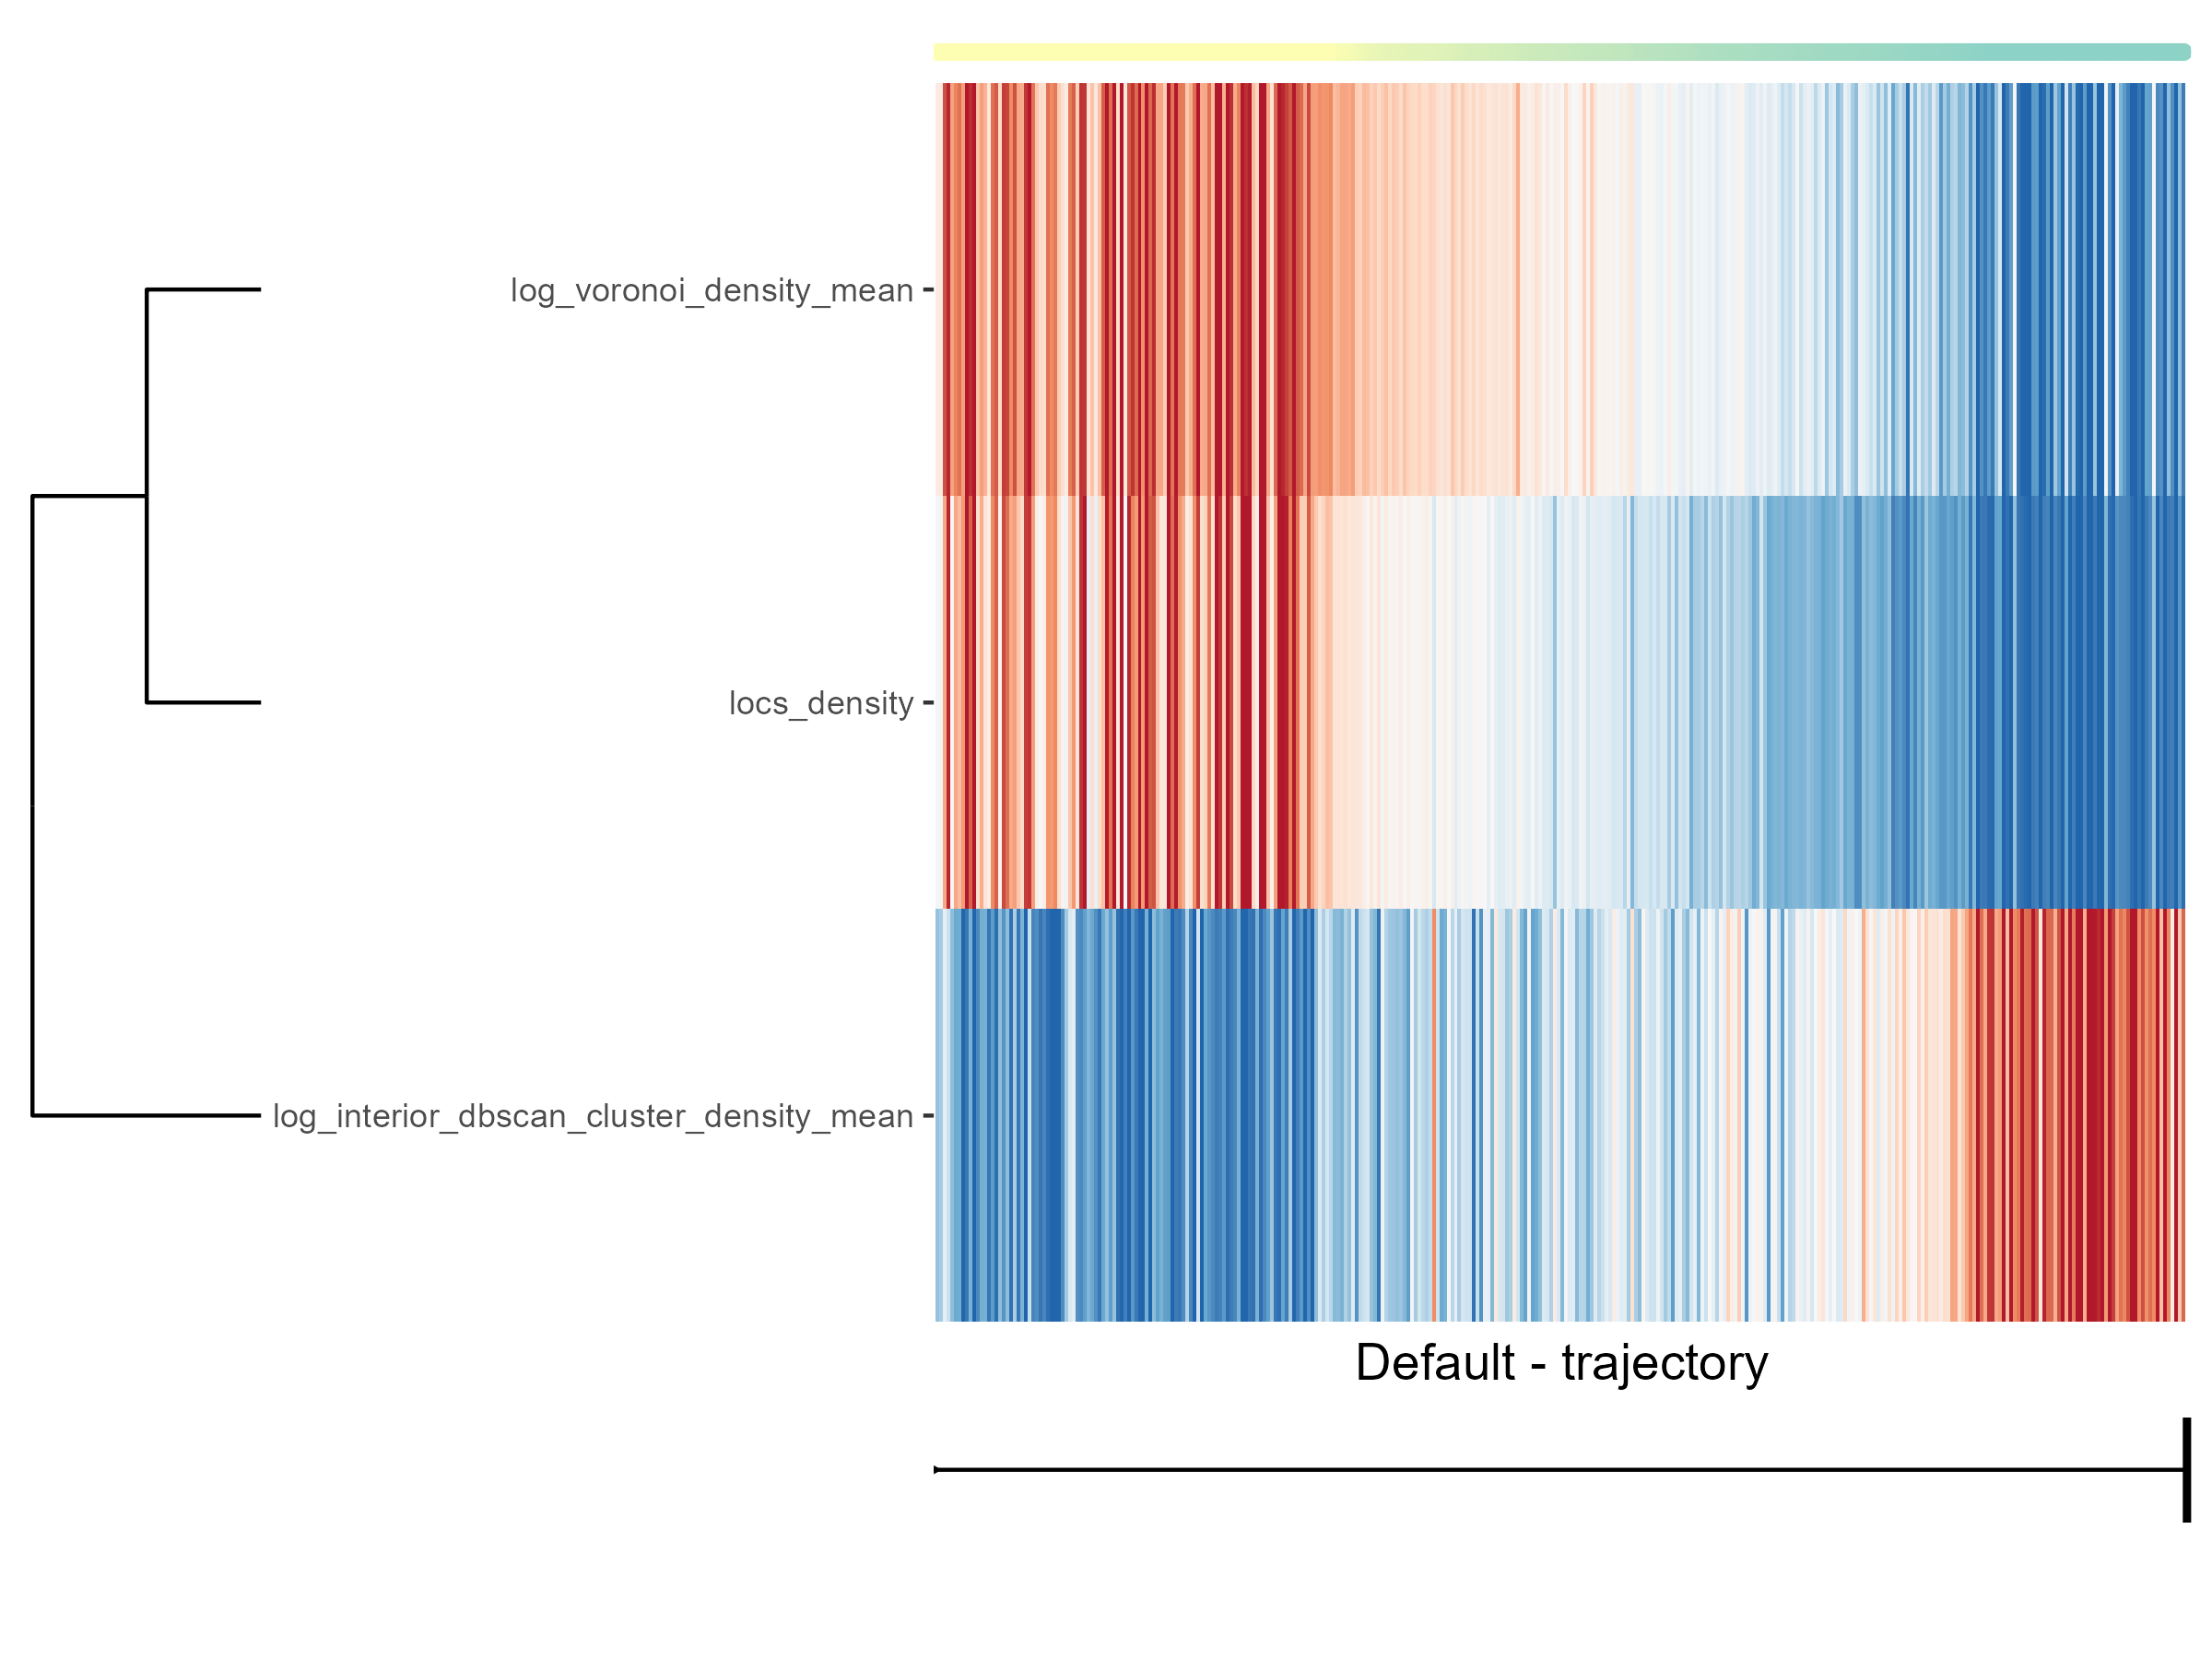 log_voronoi_density_mean
locs_density
log_interior_dbscan_cluster_density_mean
Default - trajectory